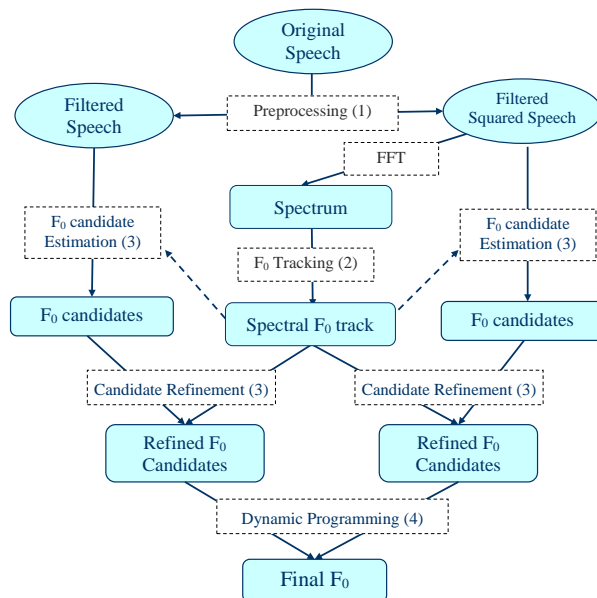 Original
Speech
Filtered
Speech
Preprocessing (1)
Filtered
Squared Speech
FFT
Spectrum
F₀ candidate
Estimation (3)
F₀ candidate
Estimation (3)
F₀ Tracking (2)
F₀ candidates
Spectral F₀ track
F₀ candidates
Candidate Refinement (3)
Candidate Refinement (3)
Refined F₀
Candidates
Refined F₀
Candidates
Dynamic Programming (4)
Final F₀